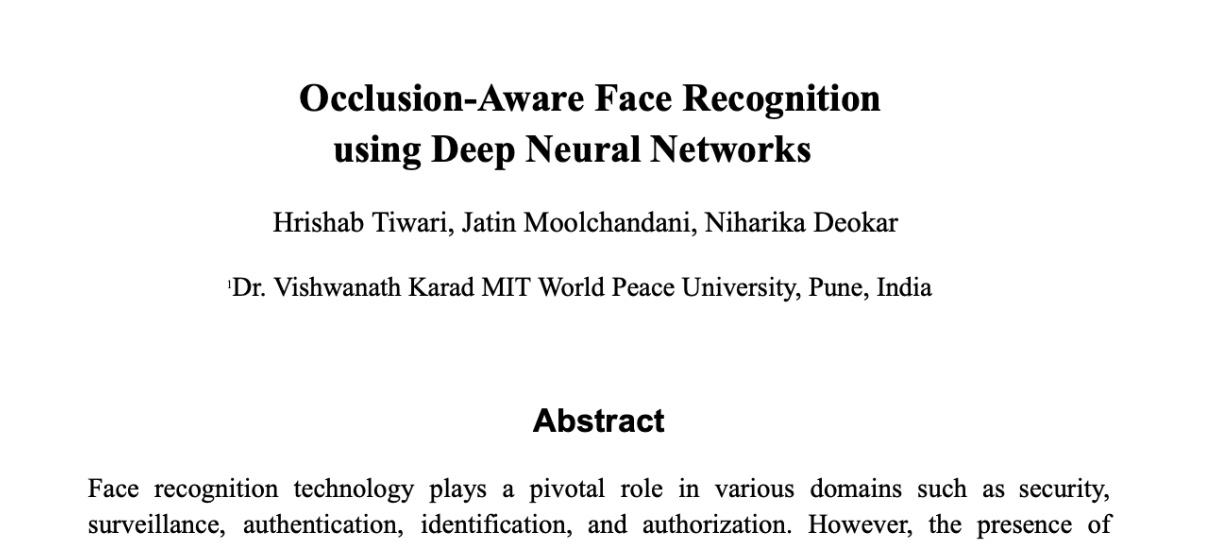 Occlusion-Aware Face Recognition
using Deep Neural Networks
Hrishab Tiwari, Jatin Moolchandani, Niharika Deokar
¹Dr. Vishwanath Karad MIT World Peace University, Pune, India
Abstract
Face recognition technology plays a pivotal role in various domains such as security,
surveillance, authentication, identification, and authorization. However, the presence of